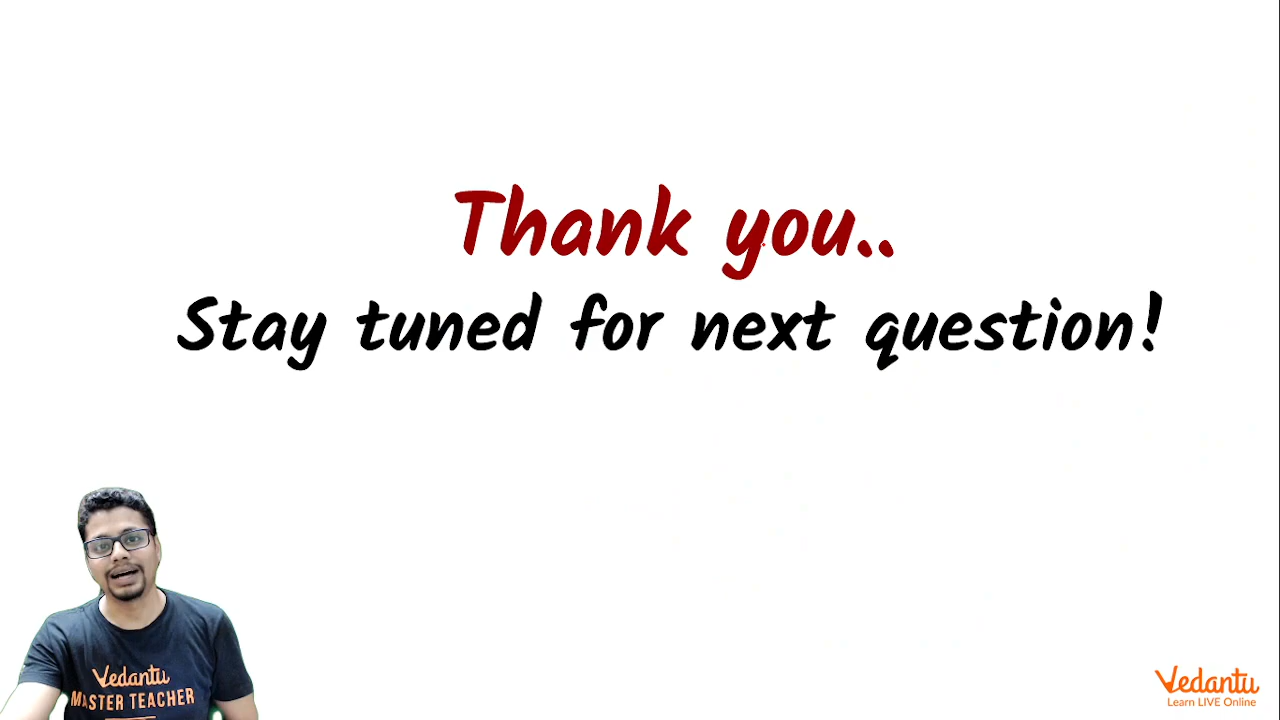 Thank you..
Stay tuned for next question!
Vedantu
MASTER TEACHER
Vedantu
Learn LIVE Online